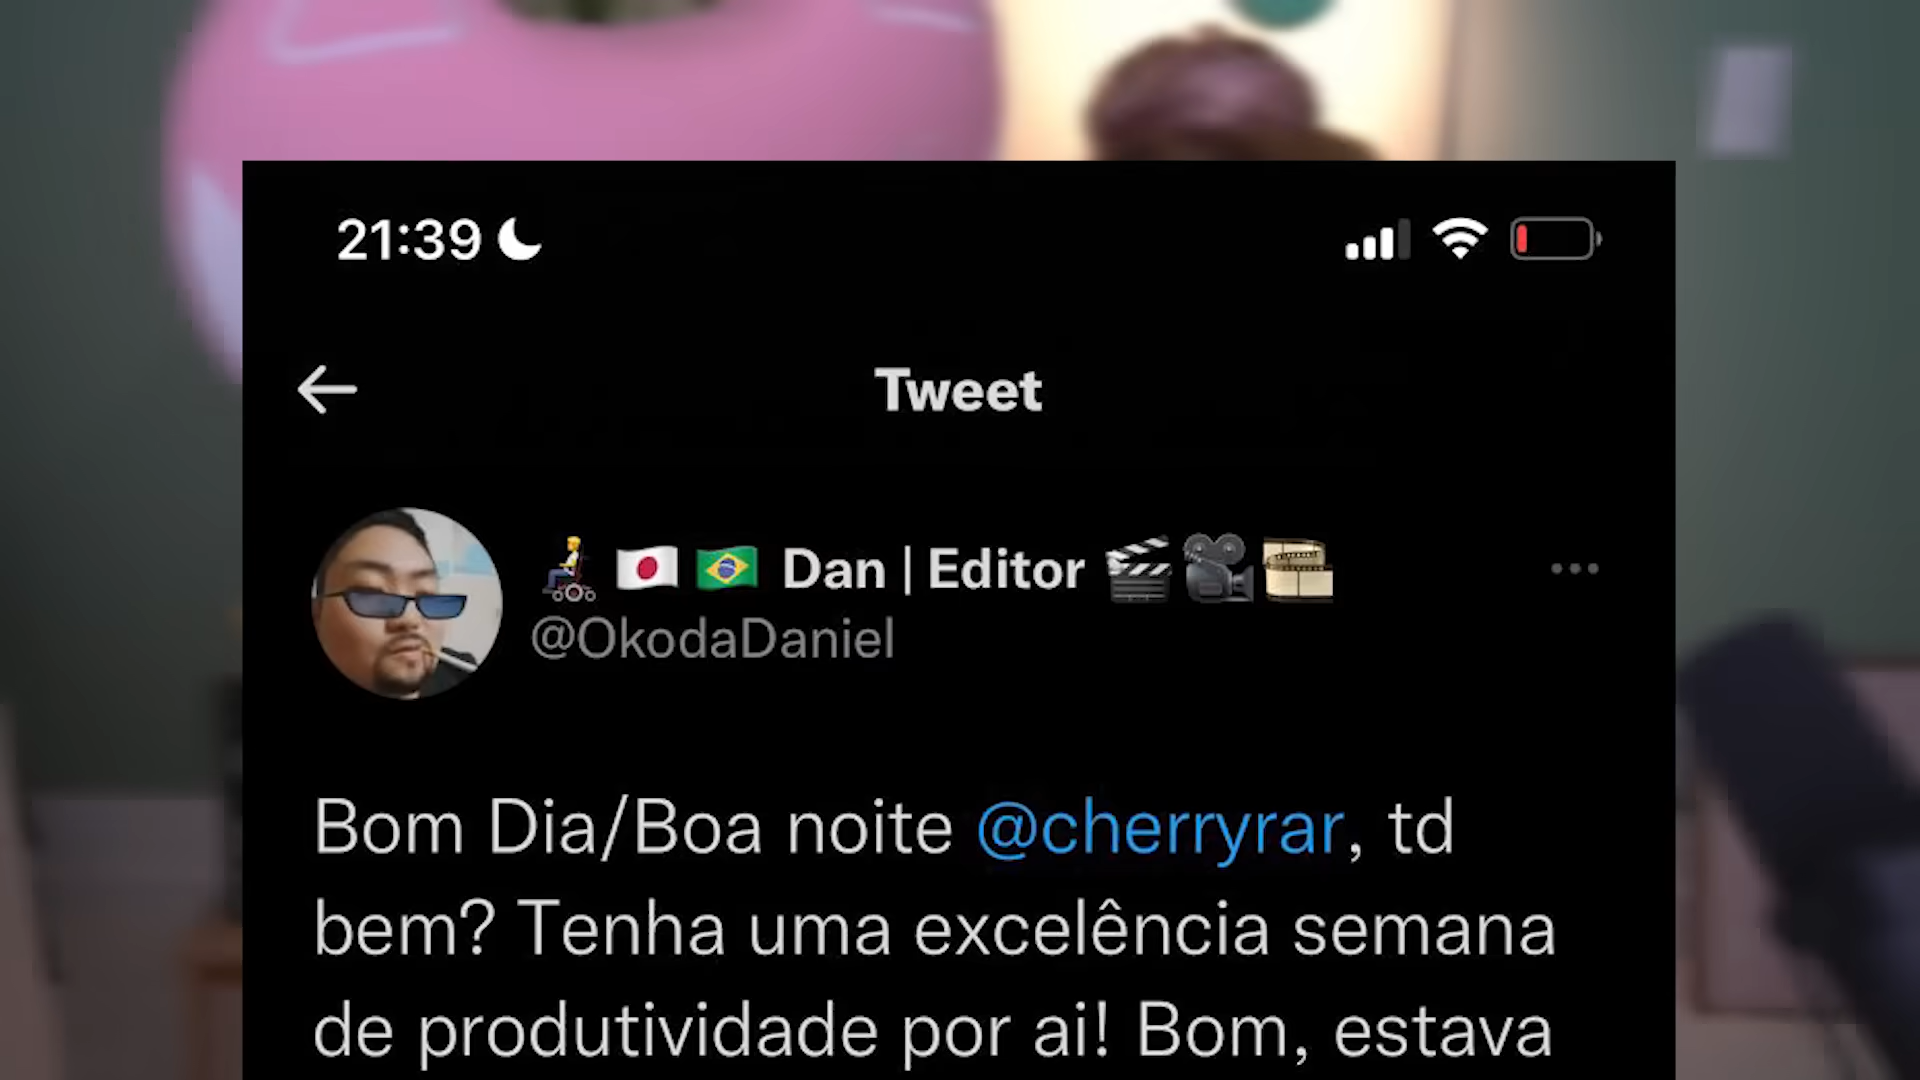 21:39
Tweet
Dan | Editor
@OkodaDaniel
Bom Dia/Boa noite @cherryrar, td
bem? Tenha uma excelência semana
de produtividade por ai! Bom, estava